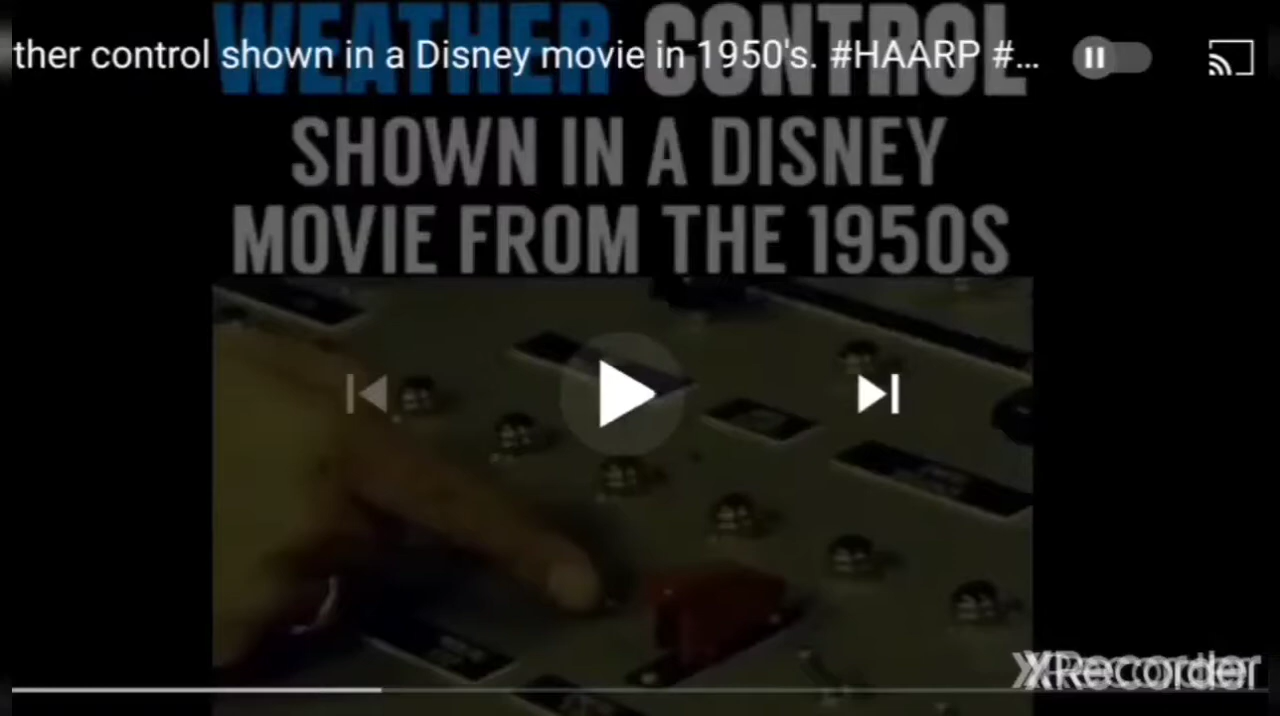 ther control shown in a Disney movie in 1950's. #HAARP #...
WEATHER CONTROL
SHOWN IN A DISNEY
MOVIE FROM THE 1950S
XRecorder